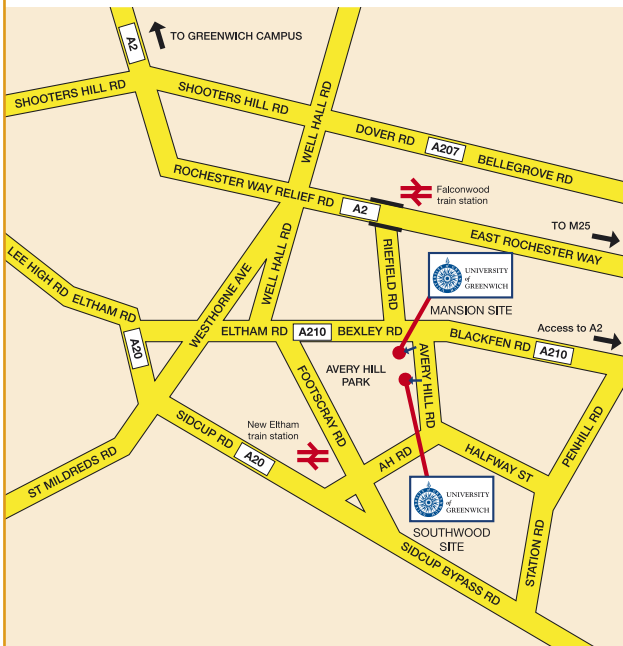 TO GREENWICH CAMPUS
A2
SHOOTERS HILL RD
SHOOTERS HILL RD
WELL HALL RD
DOVER RD
A207
BELLEGROVE RD
ROCHESTER WAY RELIEF RD
A2
Falconwood
train station
TO M25
EAST ROCHESTER WAY
LEE HIGH RD
ELTHAM RD
WESTHORNE AVE
WELL HALL RD
RIEFIELD RD
UNIVERSITY
of
GREENWICH
MANSION SITE
A20
ELTHAM RD
A210
BEXLEY RD
BLACKFEN RD
A210
Access to A2
AVERY HILL
PARK
AVERY HILL RD
FOOTSCRAY RD
PENHILL RD
SIDCUP RD
A20
New Eltham
train station
ST MILDREDS RD
AH RD
HALFWAY ST
UNIVERSITY
of
GREENWICH
SOUTHWOOD
SITE
STATION RD
SIDCUP BYPASS RD